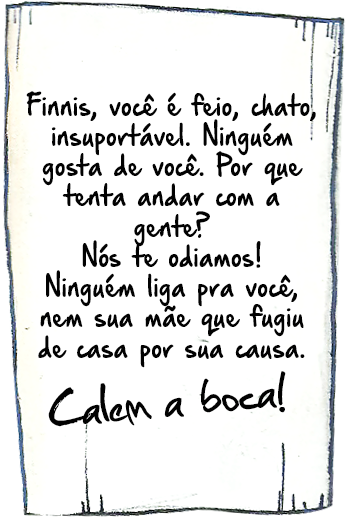 Finnis, você é feio, chato,
insuportável. Ninguém
gosta de você. Por que
tenta andar com a
gente?
Nós te odiamos!
Ninguém liga pra você,
nem sua mãe que fugiu
de casa por sua causa.
Calem a boca!